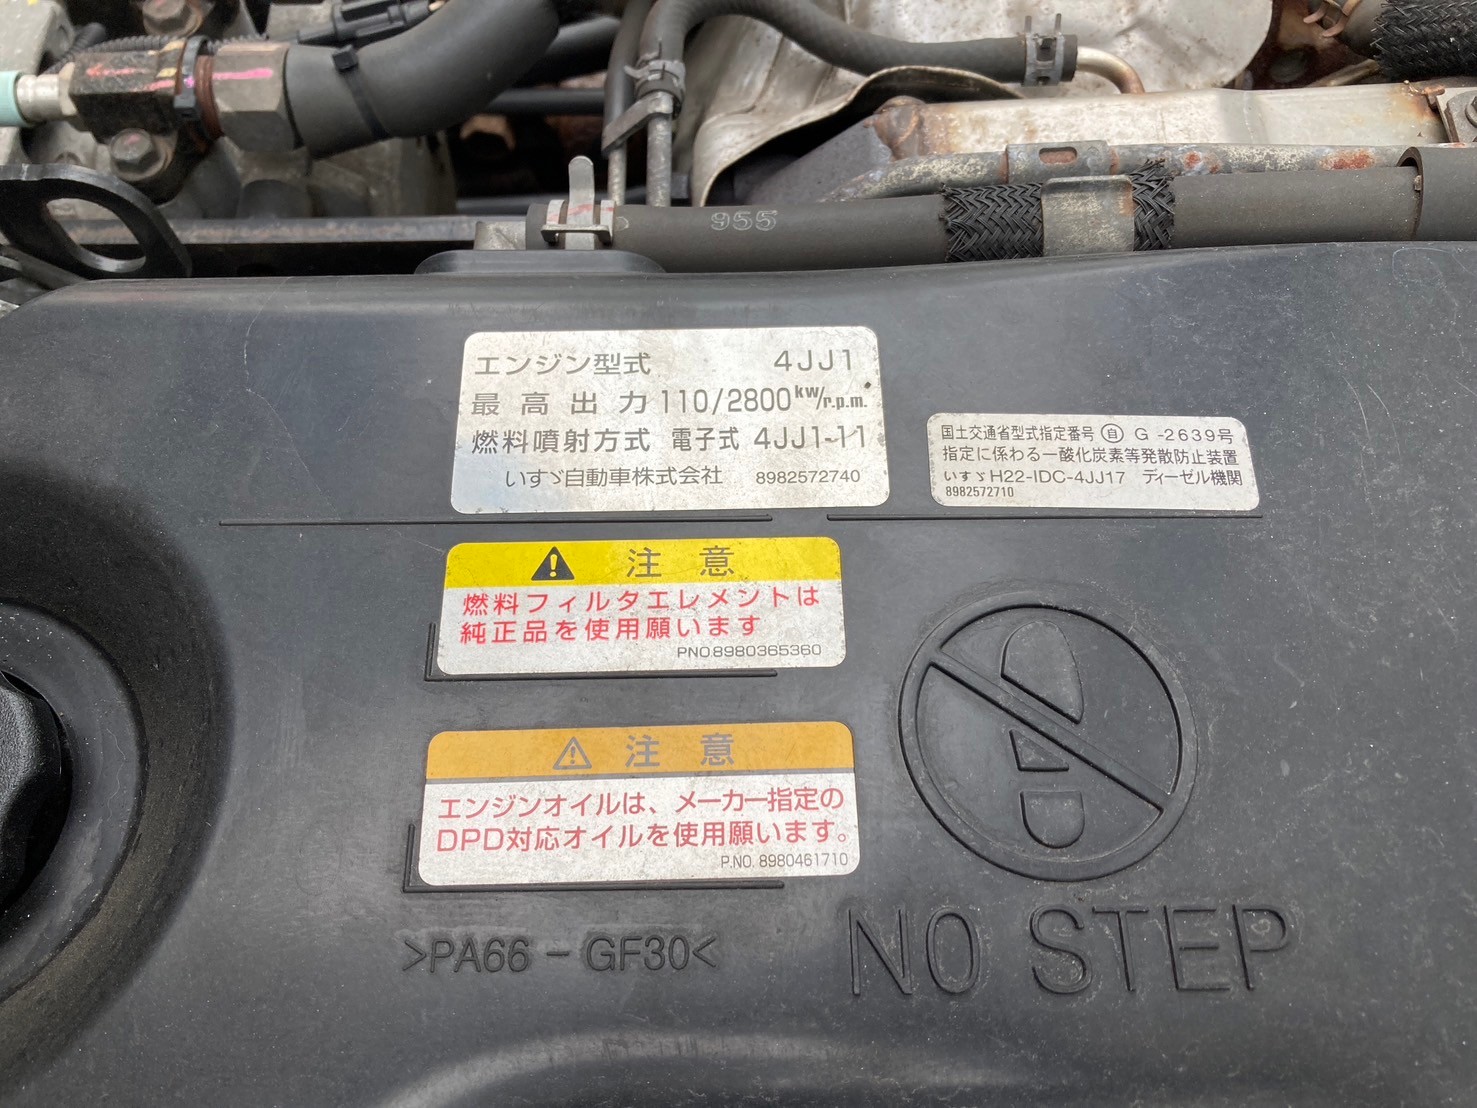 955
エンジン型式 4JJ1
最高出力 110/2800kW/r.p.m.
燃料噴射方式 電子式 4JJ1-11
いすゞ自動車株式会社 8982572740
国土交通省型式指定番号 自 G -2639号
指定に係わる一酸化炭素等発散防止装置
いすゞ H22-IDC-4JJ17 ディーゼル機関
8982572710
注意
燃料フィルタエレメントは
純正品を使用願います
PNO.8980365360
注意
エンジンオイルは、メーカー指定の
DPD対応オイルを使用願います。
P.NO. 8980461710
>PA66-GF30<
NO STEP